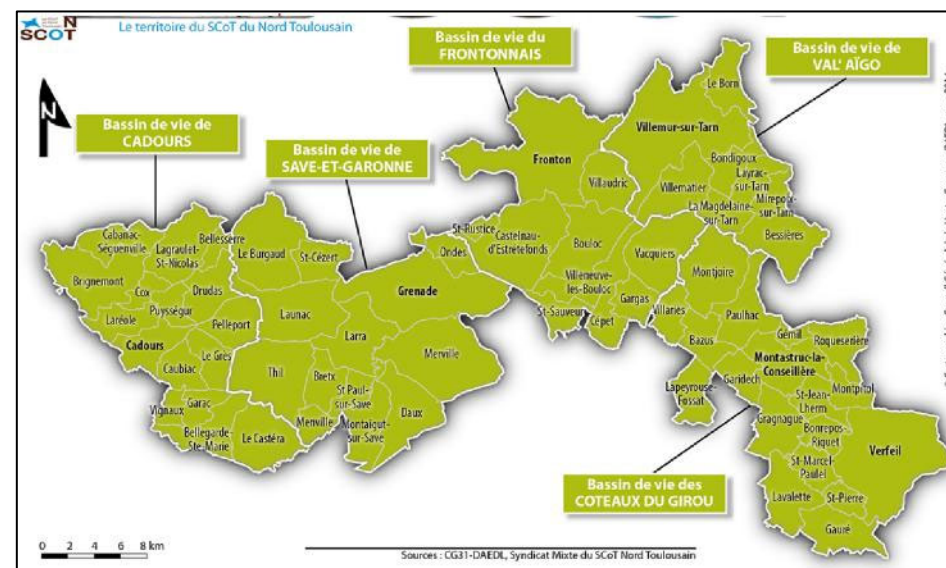 N
SCOT
Le territoire du SCoT du Nord Toulousain
Bassin de vie du
FRONTONNAIS
Bassin de vie de
VAL' AÏGO
Bassin de vie de
CADOURS
Bassin de vie de
SAVE-ET-GARONNE
N
Le Born
Villemur-sur-Tarn
Fronton
Bondigoux
Layrac-
sur-Tarn
Villaudric
Villematier
Mirepoix-
sur-Tarn
La Magdelaine-
sur-Tarn
Bessières
Cabanac-
Séguenville
Lagraulet-
St-Nicolas
Bellesserre
Le Burgaud
St-Cézert
St-Rustice
Castelnau-
d'Estretefonds
Ondes
Bouloc
Vacquiers
Montjoire
Brignemont
Cox
Drudas
Puysségur
Grenade
Villeneuve-
les-Bouloc
Gargas
Laréole
Pelleport
Launac
St-Sauveur
Cépet
Villariès
Paulhac
Cadours
Le Grès
Larra
Bazus
Gémil
Roqueserière
Caubiac
Thil
Bretx
Merville
Montastruc-la-
Conseillère
Garidech
Montpitol
Lapeyrouse-
Fossat
St-Jean-
Lherm
Vignaux
Garac
St Paul-
sur-Save
Daux
Gragnague
Bonrepos-
Riquet
Bellegarde-
Ste-Marie
Le Castéra
Menville
Montaigut-
sur-Save
Verfeil
St-Marcel-
Paulel
Lavalette
St-Pierre
Gauré
Bassin de vie des
COTEAUX DU GIROU
0 2 4 6 8 km
Sources : CG31-DAEDL, Syndicat Mixte du SCoT Nord Toulousain